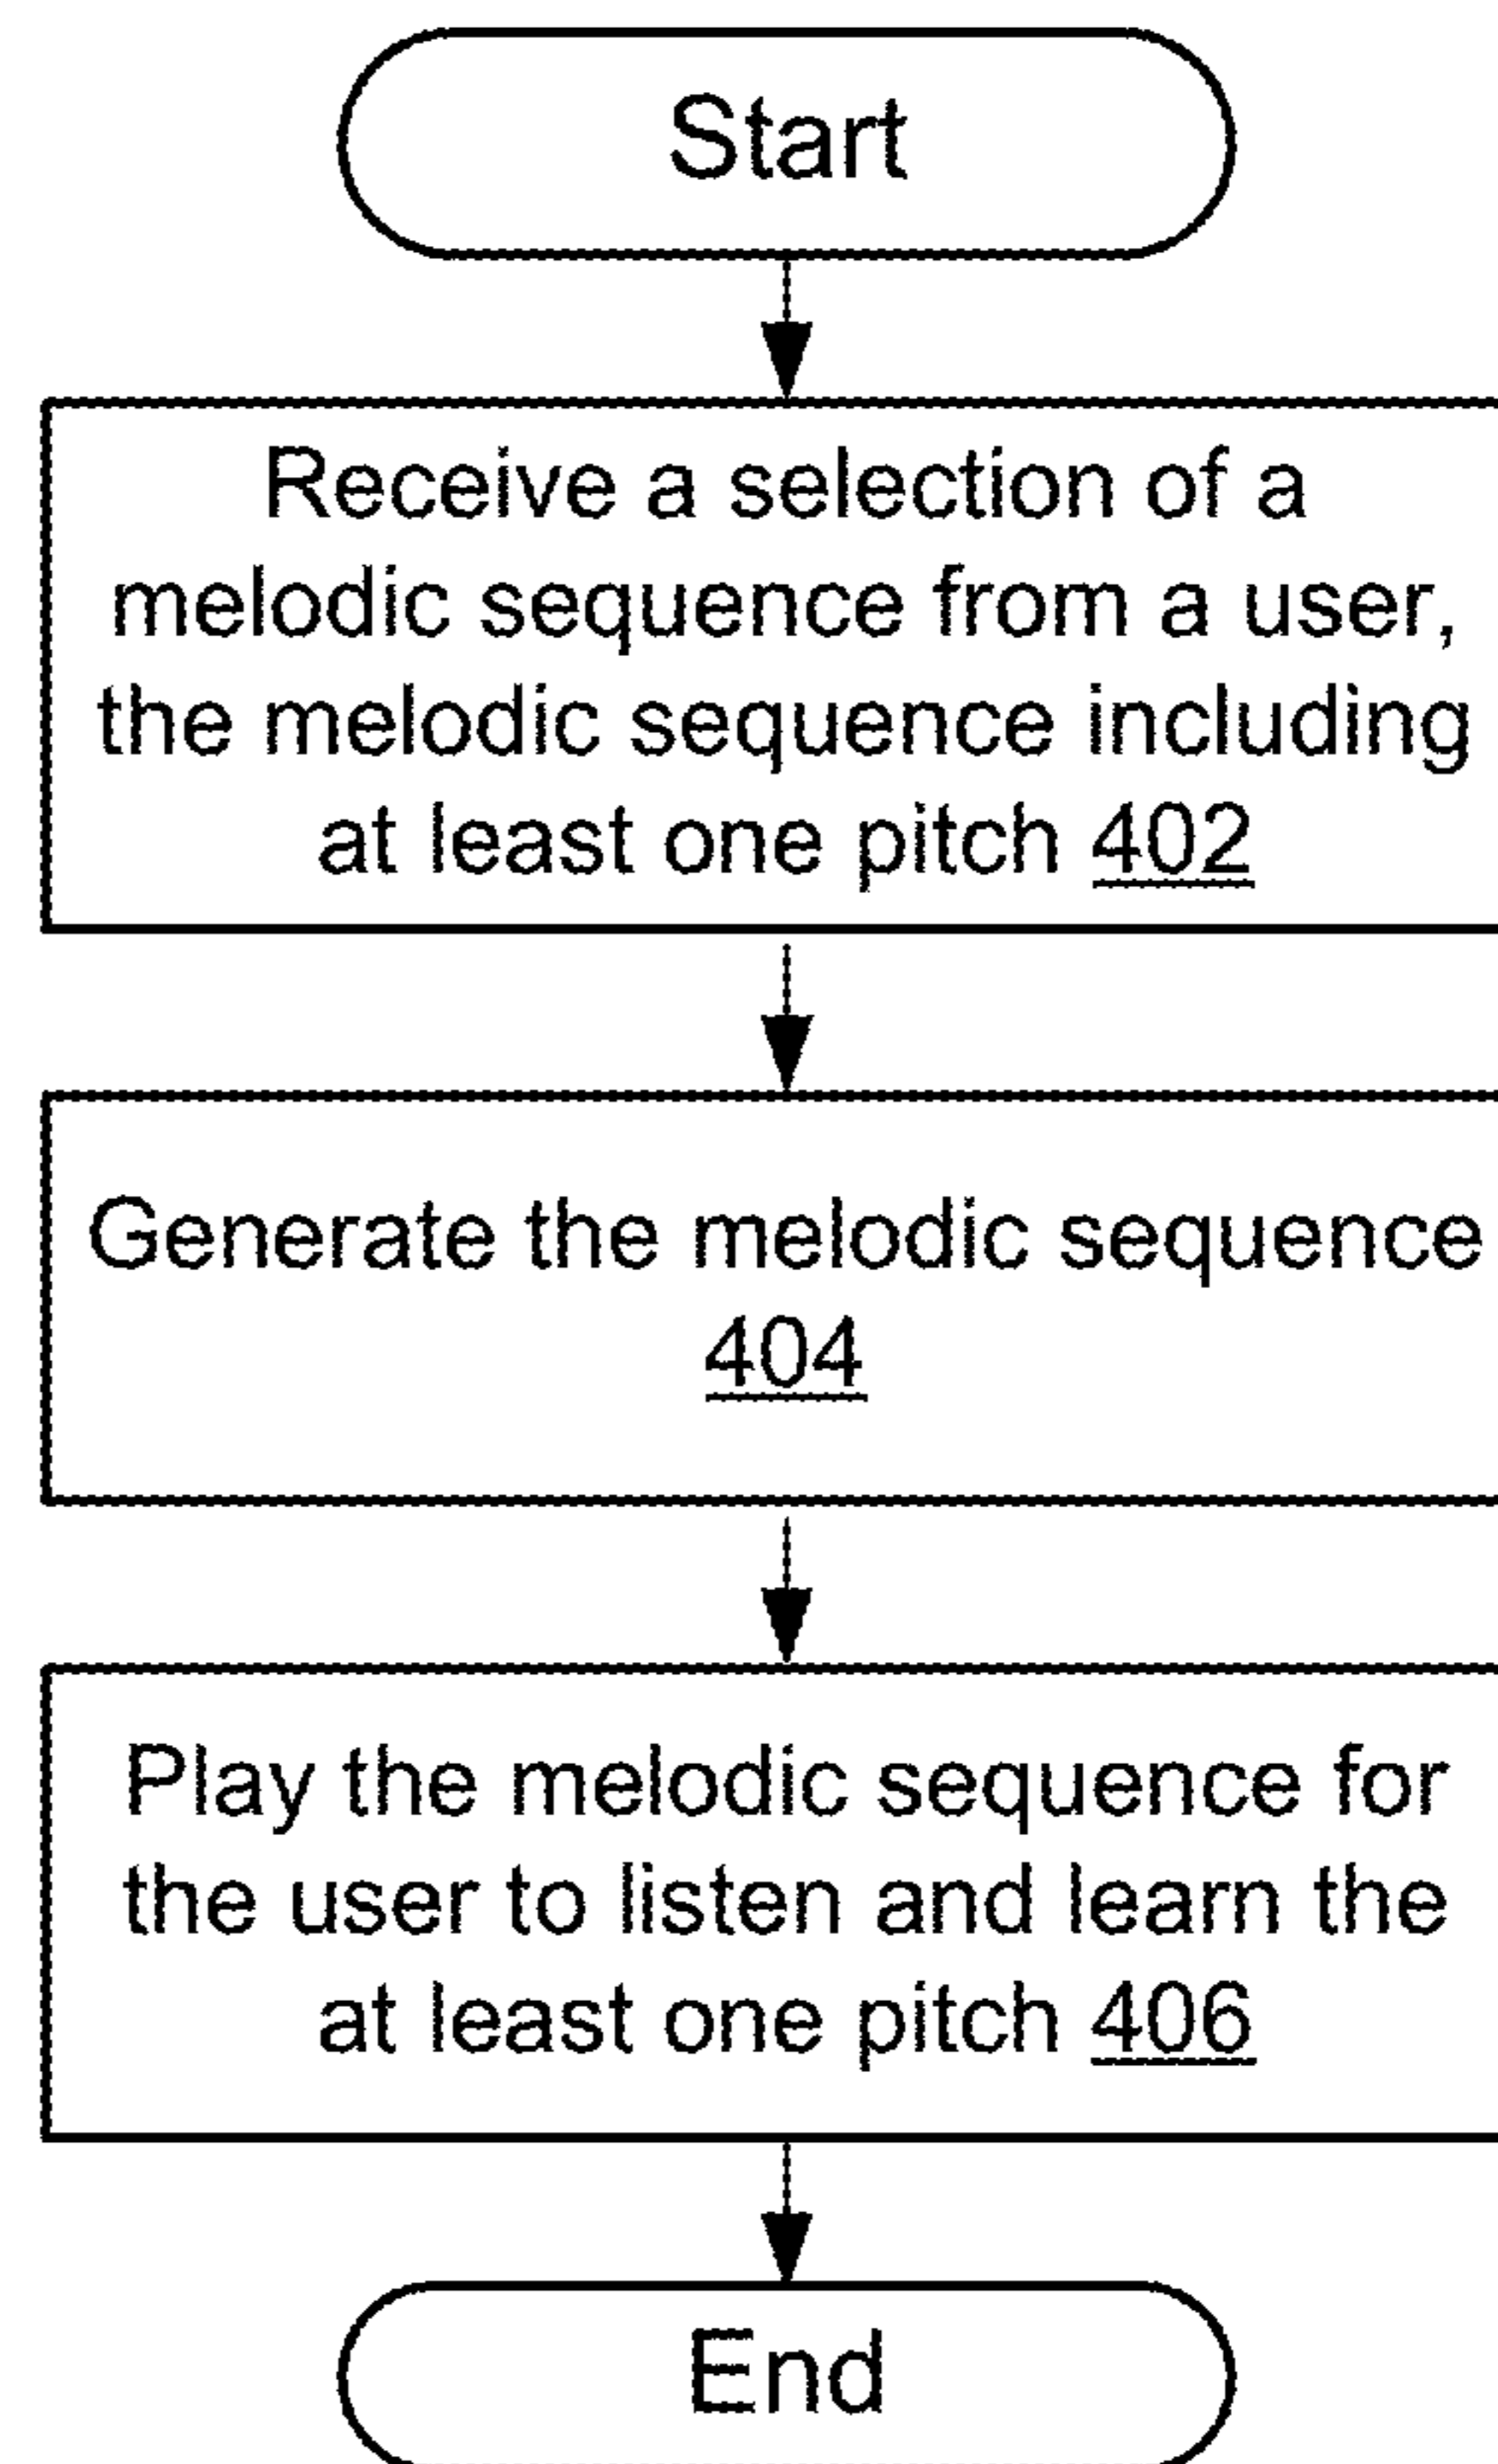 Start
Receive a selection of a
melodic sequence from a user,
the melodic sequence including
at least one pitch 402
Generate the melodic sequence
404
Play the melodic sequence for
the user to listen and learn the
at least one pitch 406
End